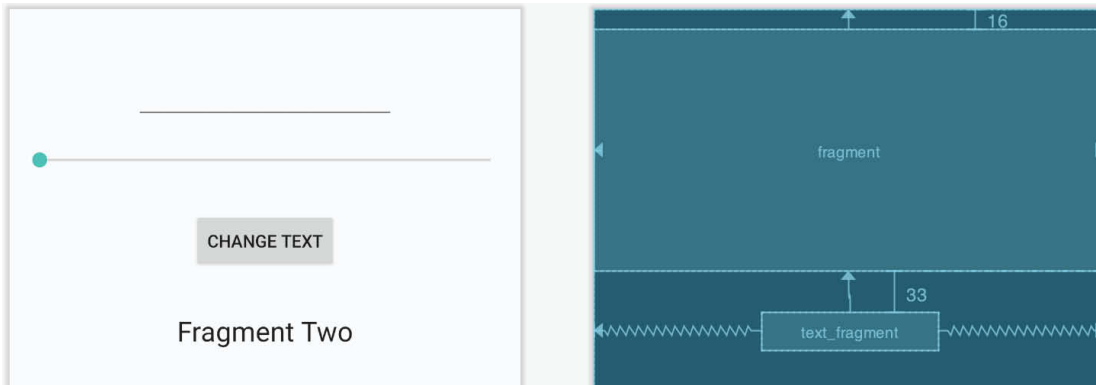 16
fragment
CHANGE TEXT
33
Fragment Two
text_fragment